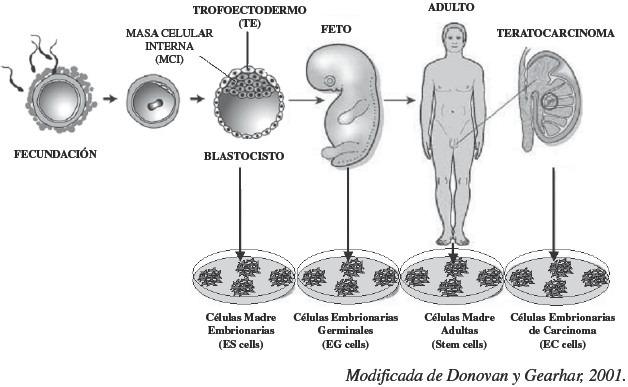 TROFOECTODERMO
(TE)
MASA CELULAR
INTERNA
(MCI)
FETO
ADULTO
TERATOCARCINOMA
FECUNDACIÓN
BLASTOCISTO
Células Madre
Embrionarias
(ES cells)
Células Embrionarias
Germinales
(EG cells)
Células Madre
Adultas
(Stem cells)
Células Embrionarias
de Carcinoma
(EC cells)
Modificada de Donovan y Gearhar, 2001.